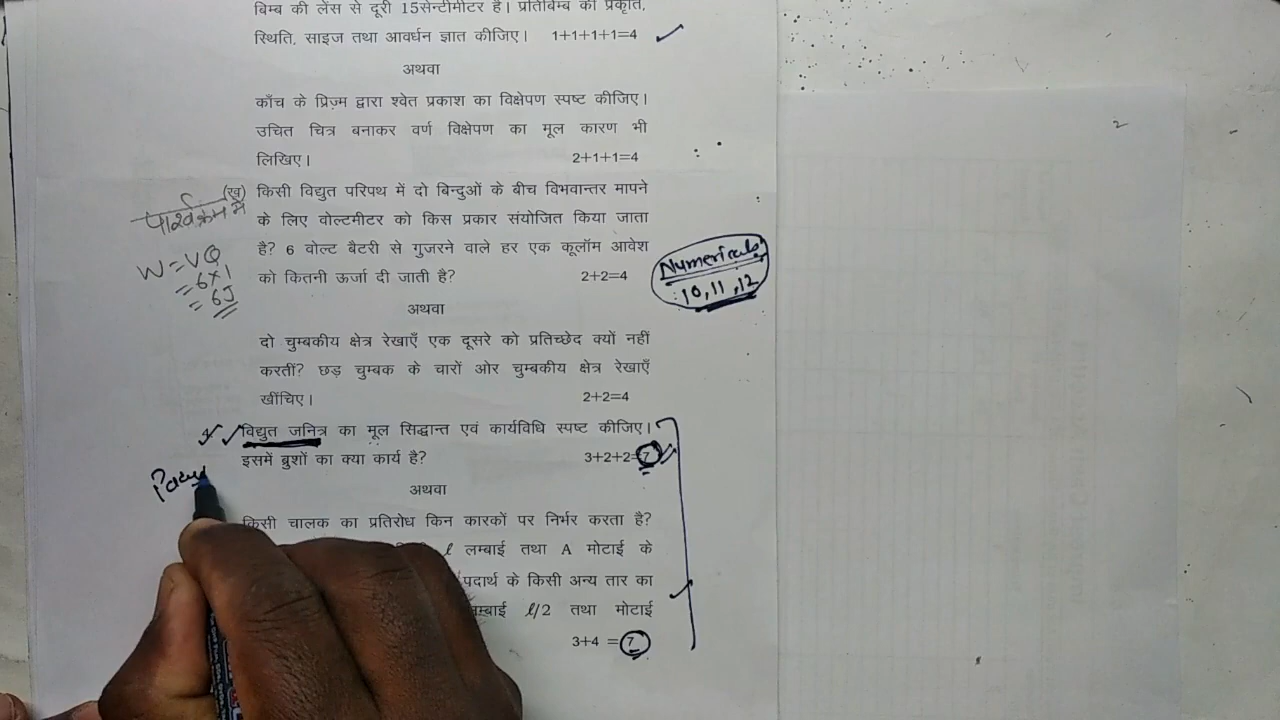 बिम्ब की लेंस से दूरी 15सेन्टीमीटर है। प्रतिबिम्ब की प्रकृति,
स्थिति, साइज तथा आवर्धन ज्ञात कीजिए। 1+1+1+1=4
अथवा
काँच के प्रिज़्म द्वारा श्वेत प्रकाश का विक्षेपण स्पष्ट कीजिए।
उचित चित्र बनाकर वर्ण विक्षेपण का मूल कारण भी
लिखिए। 2+1+1=4
(ख) किसी विद्युत परिपथ में दो बिन्दुओं के बीच विभवान्तर मापने
के लिए वोल्टमीटर को किस प्रकार संयोजित किया जाता
है? 6 वोल्ट बैटरी से गुजरने वाले हर एक कूलॉम आवेश
को कितनी ऊर्जा दी जाती है? 2+2=4
W=VQ
=6×1
=6J
Numericals
10,11,12
अथवा
दो चुम्बकीय क्षेत्र रेखाएँ एक दूसरे को प्रतिच्छेद क्यों नहीं
करतीं? छड़ चुम्बक के चारों ओर चुम्बकीय क्षेत्र रेखाएँ
खींचिए। 2+2=4
विद्युत जनित्र का मूल सिद्धान्त एवं कार्यविधि स्पष्ट कीजिए।
इसमें ब्रुशों का क्या कार्य है? 3+2+2=7
अथवा
किसी चालक का प्रतिरोध किन कारकों पर निर्भर करता है?
l लम्बाई तथा A मोटाई के
पदार्थ के किसी अन्य तार का
लम्बाई l/2 तथा मोटाई
3+4 =7
2